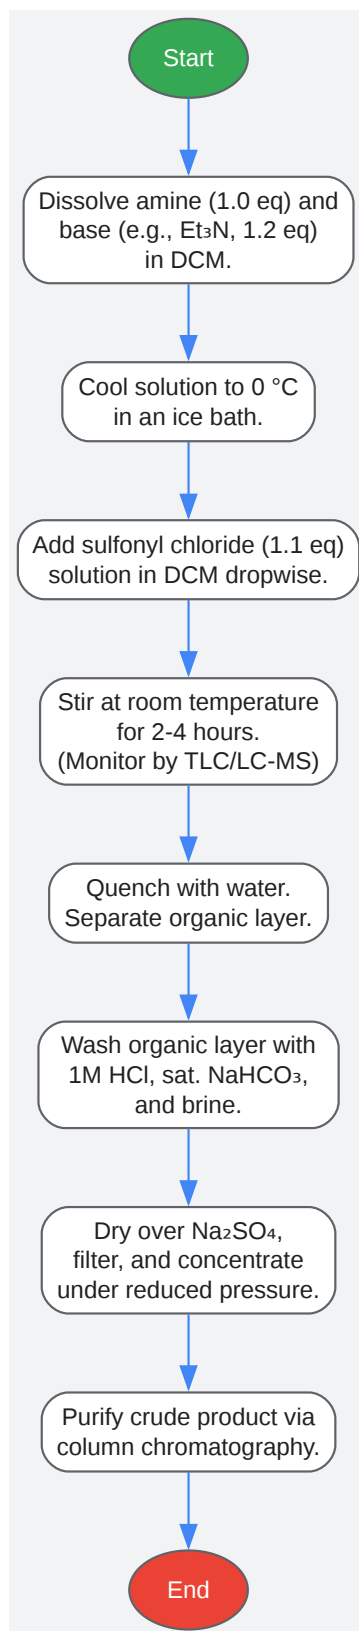 Start
Dissolve amine (1.0 eq) and
base (e.g., Et₃N, 1.2 eq)
in DCM.
Cool solution to 0 °C
in an ice bath.
Add sulfonyl chloride (1.1 eq)
solution in DCM dropwise.
Stir at room temperature
for 2-4 hours.
(Monitor by TLC/LC-MS)
Quench with water.
Separate organic layer.
Wash organic layer with
1M HCl, sat. NaHCO₃,
and brine.
Dry over Na₂SO₄,
filter, and concentrate
under reduced pressure.
Purify crude product via
column chromatography.
End